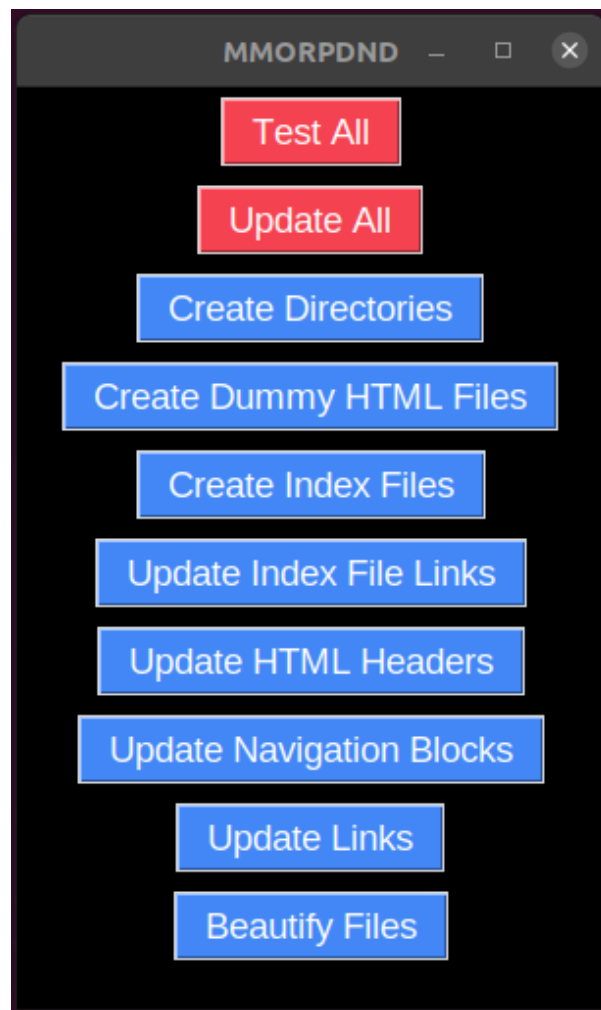 MMORPDND
Test All
Update All
Create Directories
Create Dummy HTML Files
Create Index Files
Update Index File Links
Update HTML Headers
Update Navigation Blocks
Update Links
Beautify Files